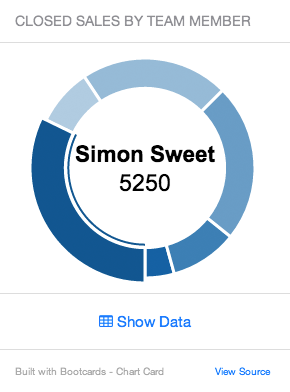 CLOSED SALES BY TEAM MEMBER
Simon Sweet
5250
Show Data
Built with Bootcards - Chart Card View Source